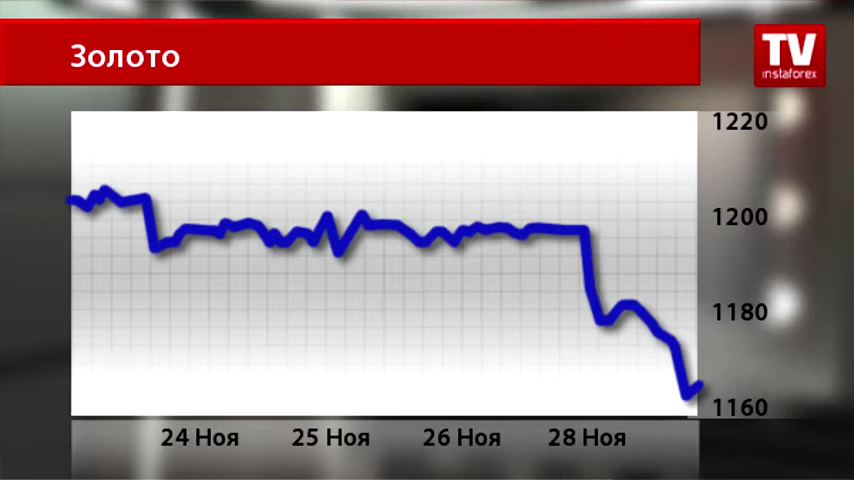 Золото
TV
instaforex
1220
1200
1180
1160
24 Ноя
25 Ноя
26 Ноя
28 Ноя